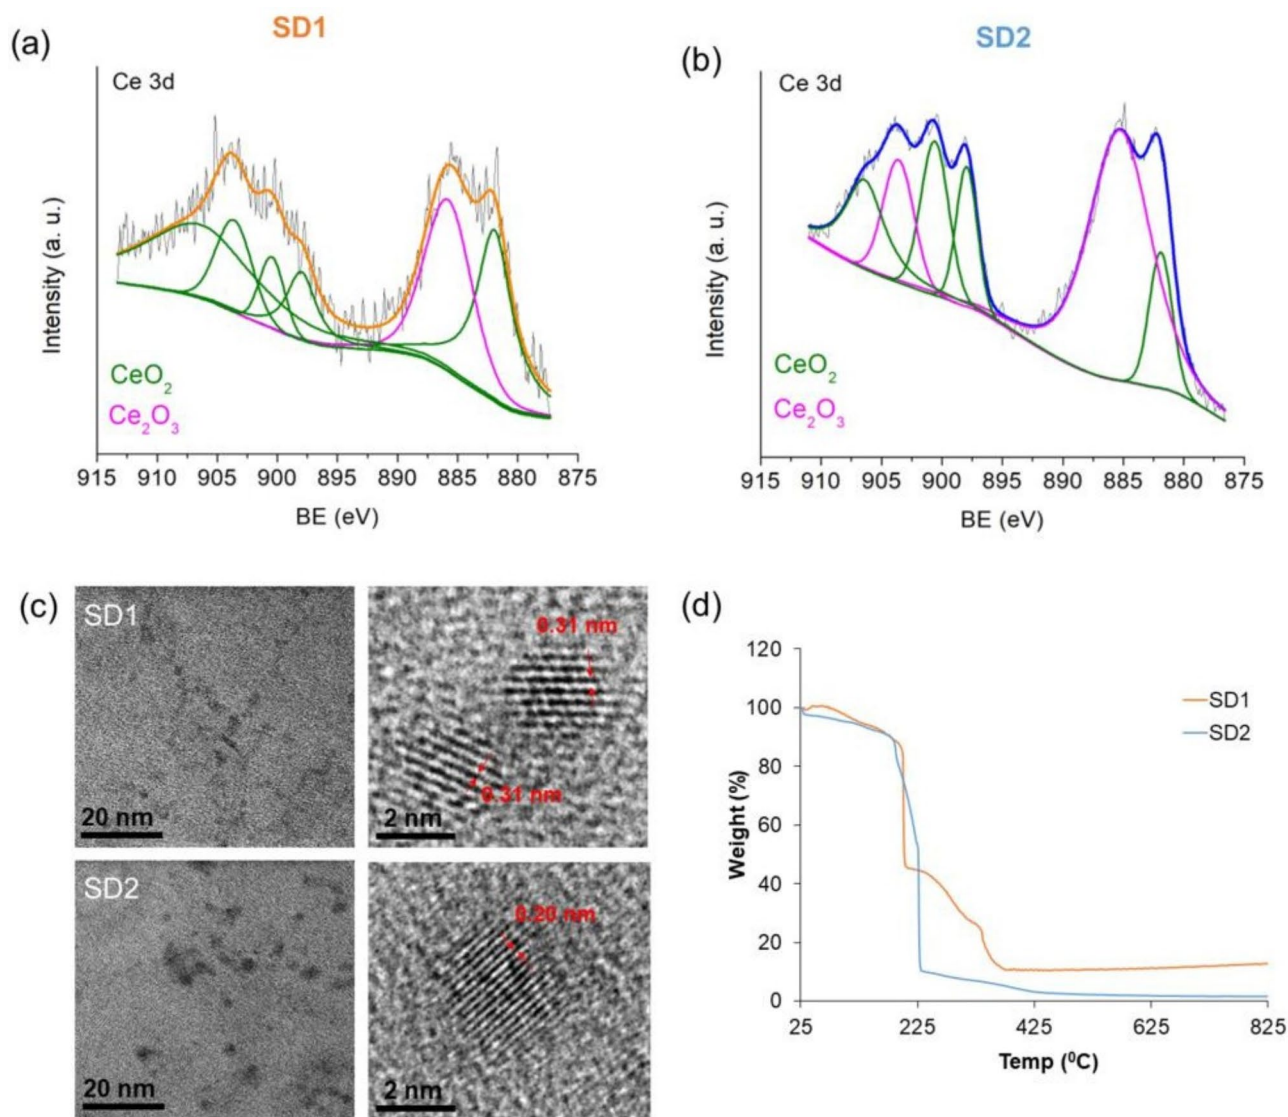 SD1
(a)
Ce 3d
Intensity (a. u.)
CeO2
Ce2O3
915 910 905 900 895 890 885 880 875
BE (eV)
SD2
(b)
Ce 3d
Intensity (a. u.)
CeO2
Ce2O3
915 910 905 900 895 890 885 880 875
BE (eV)
(c)
SD1
20 nm
0.31 nm
0.31 nm
2 nm
SD2
20 nm
0.20 nm
2 nm
(d)
120
100
80
60
40
20
0
Weight (%)
SD1
SD2
25 225 425 625 825
Temp (⁰C)